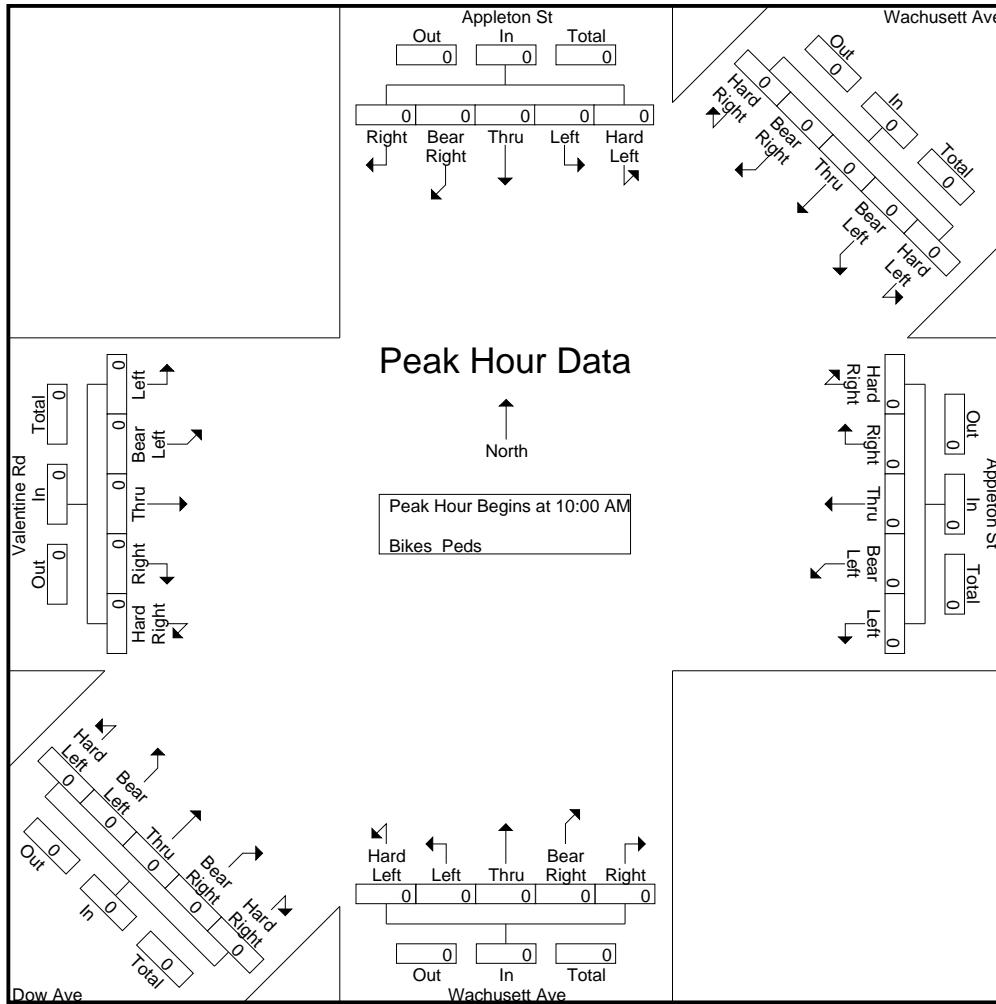 Appleton St
Out In Total
0 0 0
0 0 0 0 0
Right Bear Right Thru Left Hard Left
Wachusett Ave
Out
0
In
0
Total
0
0 0 0 0 0
Hard Right
Bear Right
Thru
Bear Left
Hard Left
Peak Hour Data
North
Peak Hour Begins at 10:00 AM
Bikes Peds
Valentine Rd
Total
0
In
0
Out
0
0 0 0 0 0
Left
Bear Left
Thru
Right
Hard Right
Appleton St
Out
0
In
0
Total
0
0 0 0 0 0
Hard Right
Right
Thru
Bear Left
Left
Dow Ave
Hard Left
Bear Left
Thru
Bear Right
Hard Right
0 0 0 0 0
Out
0
In
0
Total
0
Hard Left Left Thru Bear Right Right
0 0 0 0 0
0 0 0
Out In Total
Wachusett Ave